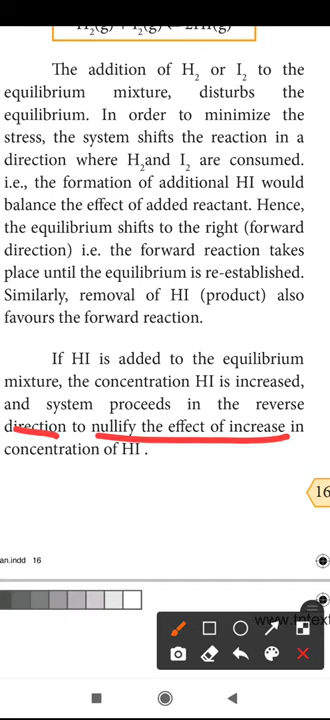 H₂(g) + I₂(g) ⇌ 2HI(g)
The addition of H₂ or I₂ to the
equilibrium mixture, disturbs the
equilibrium. In order to minimize the
stress, the system shifts the reaction in a
direction where H₂and I₂ are consumed.
i.e., the formation of additional HI would
balance the effect of added reactant. Hence,
the equilibrium shifts to the right (forward
direction) i.e. the forward reaction takes
place until the equilibrium is re-established.
Similarly, removal of HI (product) also
favours the forward reaction.
If HI is added to the equilibrium
mixture, the concentration HI is increased,
and system proceeds in the reverse
direction to nullify the effect of increase in
concentration of HI .
16
an.indd 16